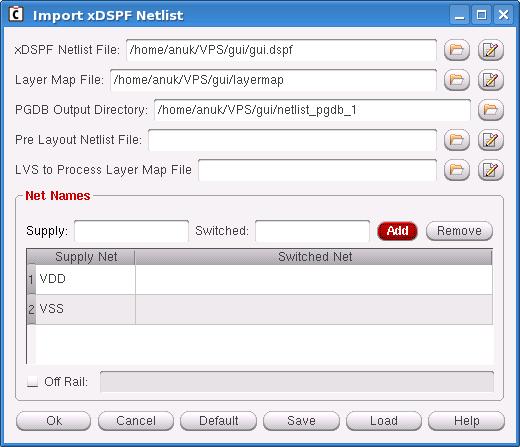 Import xDSPF Netlist
xDSPF Netlist File: /home/anuk/VPS/gui/gui.dspf
Layer Map File: /home/anuk/VPS/gui/layermap
PGDB Output Directory: /home/anuk/VPS/gui/netlist_pgdb_1
Pre Layout Netlist File:
LVS to Process Layer Map File
Net Names
Supply: Switched: Add Remove
Supply Net Switched Net
1 VDD
2 VSS
Off Rail:
Ok Cancel Default Save Load Help